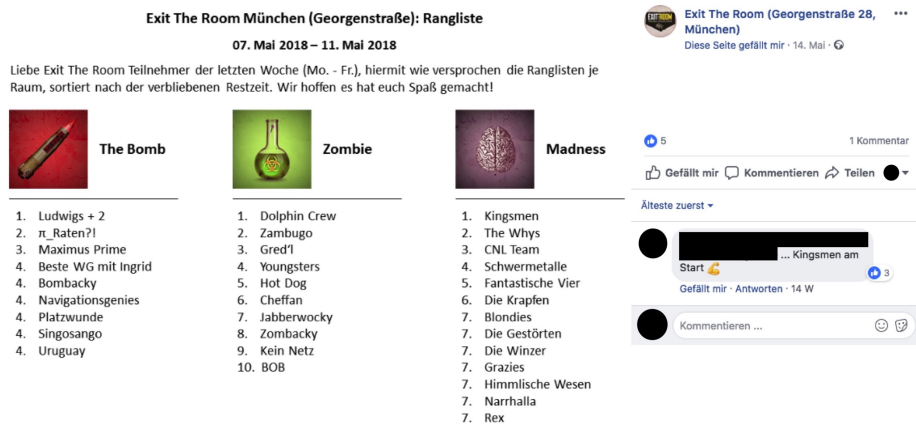 Exit The Room München (Georgenstraße): Rangliste
07. Mai 2018 – 11. Mai 2018
Liebe Exit The Room Teilnehmer der letzten Woche (Mo. - Fr.), hiermit wie versprochen die Ranglisten je
Raum, sortiert nach der verbliebenen Restzeit. Wir hoffen es hat euch Spaß gemacht!
The Bomb
1. Ludwigs + 2
2. π_Raten?!
3. Maximus Prime
4. Beste WG mit Ingrid
4. Bombacky
4. Navigationsgenies
4. Platzwunde
4. Singosango
4. Uruguay
Zombie
1. Dolphin Crew
2. Zambugo
3. Gred'l
4. Youngsters
5. Hot Dog
6. Cheffan
7. Jabberwocky
8. Zombacky
9. Kein Netz
10. BOB
Madness
1. Kingsmen
2. The Whys
3. CNL Team
4. Schwermetalle
5. Fantastische Vier
6. Die Krapfen
7. Blondies
7. Die Gestörten
7. Die Winzer
7. Grazies
7. Himmlische Wesen
7. Narrhalla
7. Rex
EXIT ROOM
Exit The Room (Georgenstraße 28,
München)
Diese Seite gefällt mir · 14. Mai ·
5 1 Kommentar
Gefällt mir Kommentieren Teilen
Älteste zuerst
... Kingsmen am
Start 💪
3
Gefällt mir · Antworten · 14 W
Kommentieren ...